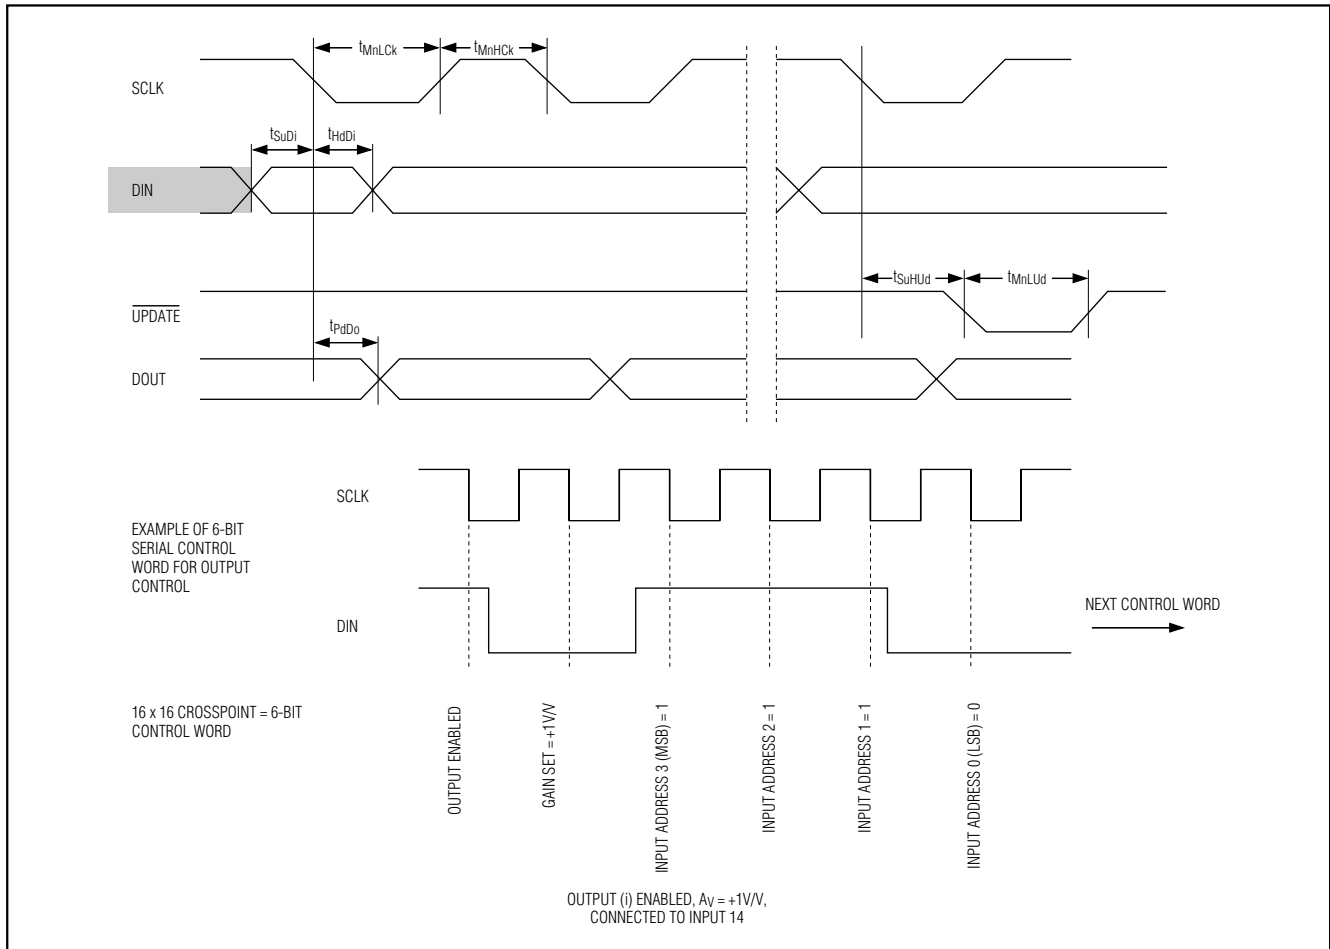 tMnLCk
tMnHCk
SCLK
tSuDi
tHdDi
DIN
tSuHUd
tMnLUd
UPDATE
tPdDo
DOUT
SCLK
EXAMPLE OF 6-BIT
SERIAL CONTROL
WORD FOR OUTPUT
CONTROL
NEXT CONTROL WORD
DIN
16 x 16 CROSSPOINT = 6-BIT
CONTROL WORD
OUTPUT ENABLED
GAIN SET = +1V/V
INPUT ADDRESS 3 (MSB) = 1
INPUT ADDRESS 2 = 1
INPUT ADDRESS 1 = 1
INPUT ADDRESS 0 (LSB) = 0
OUTPUT (i) ENABLED, AV = +1V/V,
CONNECTED TO INPUT 14